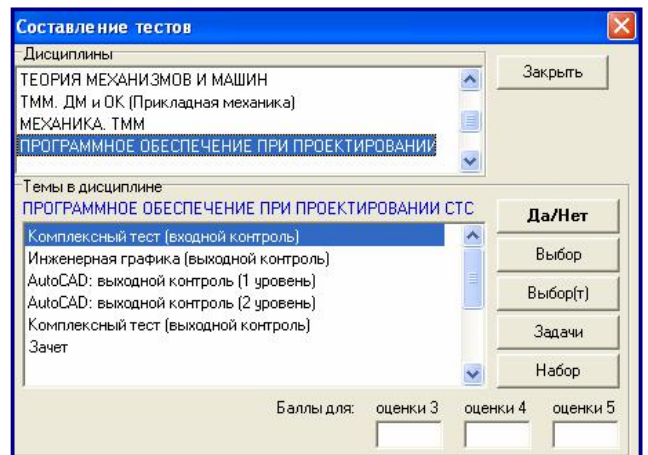 Составление тестов
Дисциплины
ТЕОРИЯ МЕХАНИЗМОВ И МАШИН
ТММ. ДМ и ОК (Прикладная механика)
МЕХАНИКА. ТММ
ПРОГРАММНОЕ ОБЕСПЕЧЕНИЕ ПРИ ПРОЕКТИРОВАНИИ
Закрыть
Темы в дисциплине
ПРОГРАММНОЕ ОБЕСПЕЧЕНИЕ ПРИ ПРОЕКТИРОВАНИИ СТС
Комплексный тест (входной контроль)
Инженерная графика (выходной контроль)
AutoCAD: выходной контроль (1 уровень)
AutoCAD: выходной контроль (2 уровень)
Комплексный тест (выходной контроль)
Зачет
Да/Нет
Выбор
Выбор(т)
Задачи
Набор
Баллы для: оценки 3 оценки 4 оценки 5